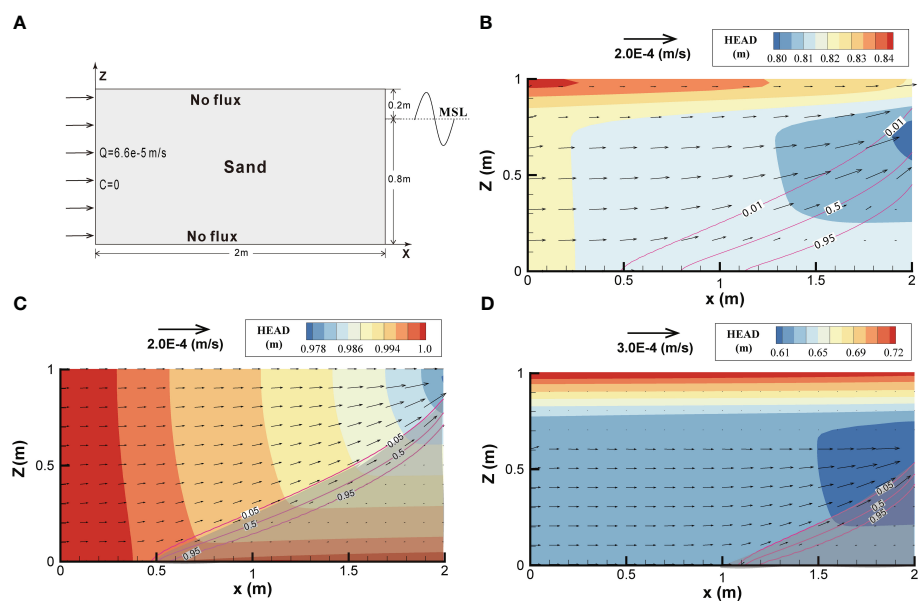 A
Z
No flux
0.2m
MSL
Q=6.6e-5 m/s
C=0
Sand
0.8m
No flux
2m
X
B
2.0E-4 (m/s)
HEAD
(m)
0.80 0.81 0.82 0.83 0.84
1
0.5
0
Z (m)
0.01
0.01
0.5
0.95
0 0.5 1 1.5 2
x (m)
C
2.0E-4 (m/s)
HEAD
(m)
0.978 0.986 0.994 1.0
1
0.5
0
Z (m)
0.05
0.5
0.95
0.05
0.5
0.95
0 0.5 1 1.5 2
x (m)
D
3.0E-4 (m/s)
HEAD
(m)
0.61 0.65 0.69 0.72
1
0.5
0
Z (m)
0.05
0.5
0.95
0 0.5 1 1.5 2
x (m)